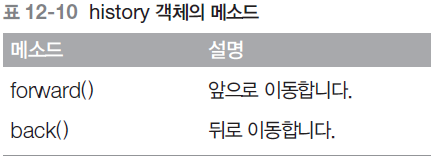 표 12-10 history 객체의 메소드
메소드 설명
forward() 앞으로 이동합니다.
back() 뒤로 이동합니다.